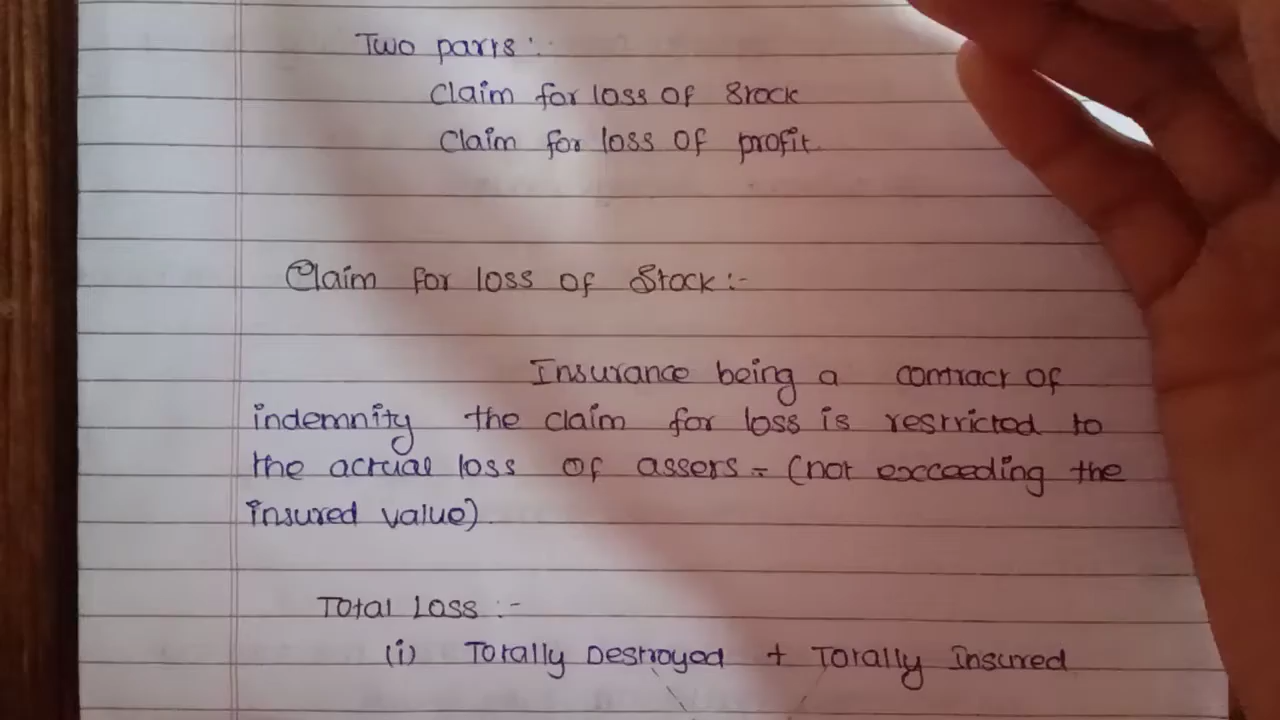 Two parts :
Claim for loss of Stock
Claim for loss of profit.
Claim for loss of Stock :-
Insurance being a contract of
indemnity the claim for loss is restricted to
the actual loss of assets - (not exceeding the
insured value).
Total Loss :-
(i) Totally Destroyed + Totally Insured